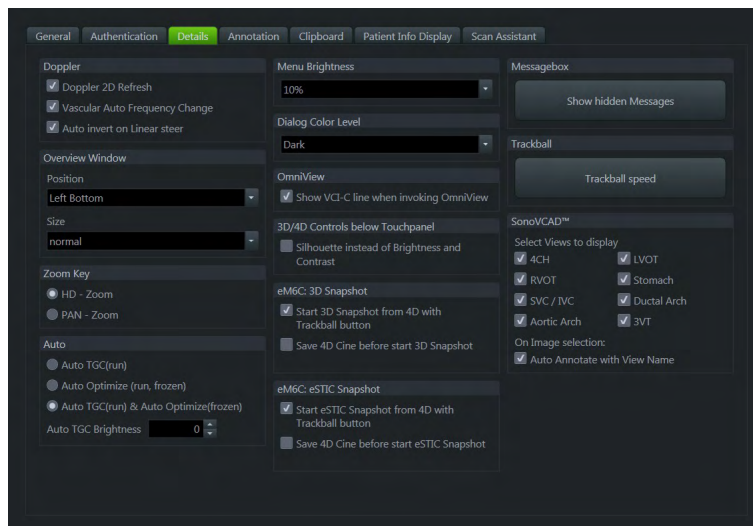 General
Authentication
Details
Annotation
Clipboard
Patient Info Display
Scan Assistant
Doppler
Doppler 2D Refresh
Vascular Auto Frequency Change
Auto invert on Linear steer
Overview Window
Position
Left Bottom
Size
normal
Zoom Key
HD - Zoom
PAN - Zoom
Auto
Auto TGC(run)
Auto Optimize (run, frozen)
Auto TGC(run) & Auto Optimize(frozen)
Auto TGC Brightness 0
Menu Brightness
10%
Dialog Color Level
Dark
OmniView
Show VCI-C line when invoking OmniView
3D/4D Controls below Touchpanel
Silhouette instead of Brightness and
Contrast
eM6C: 3D Snapshot
Start 3D Snapshot from 4D with
Trackball button
Save 4D Cine before start 3D Snapshot
eM6C: eSTIC Snapshot
Start eSTIC Snapshot from 4D with
Trackball button
Save 4D Cine before start eSTIC Snapshot
Messagebox
Show hidden Messages
Trackball
Trackball speed
SonoVCAD™
Select Views to display
4CH
LVOT
RVOT
Stomach
SVC / IVC
Ductal Arch
Aortic Arch
3VT
On Image selection:
Auto Annotate with View Name